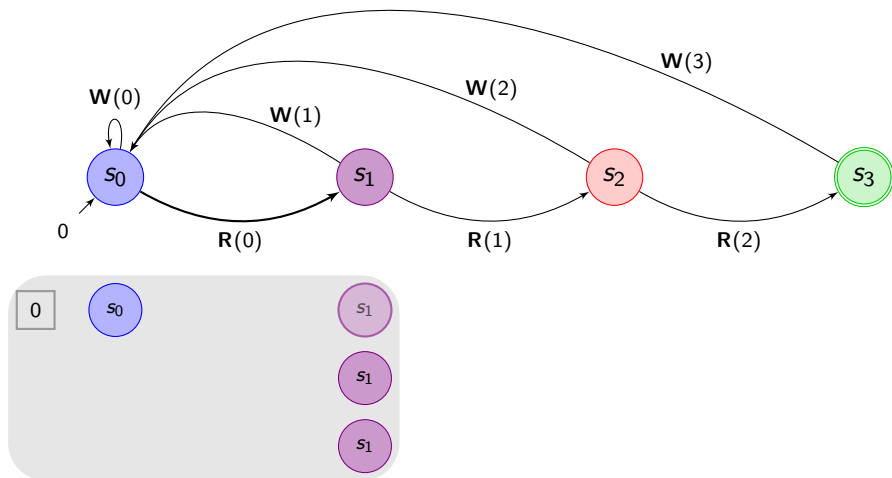 W(3)
W(2)
W(0)
W(1)
s0 s1 s2 s3
0
R(0) R(1) R(2)
0 s0 s1
s1
s1